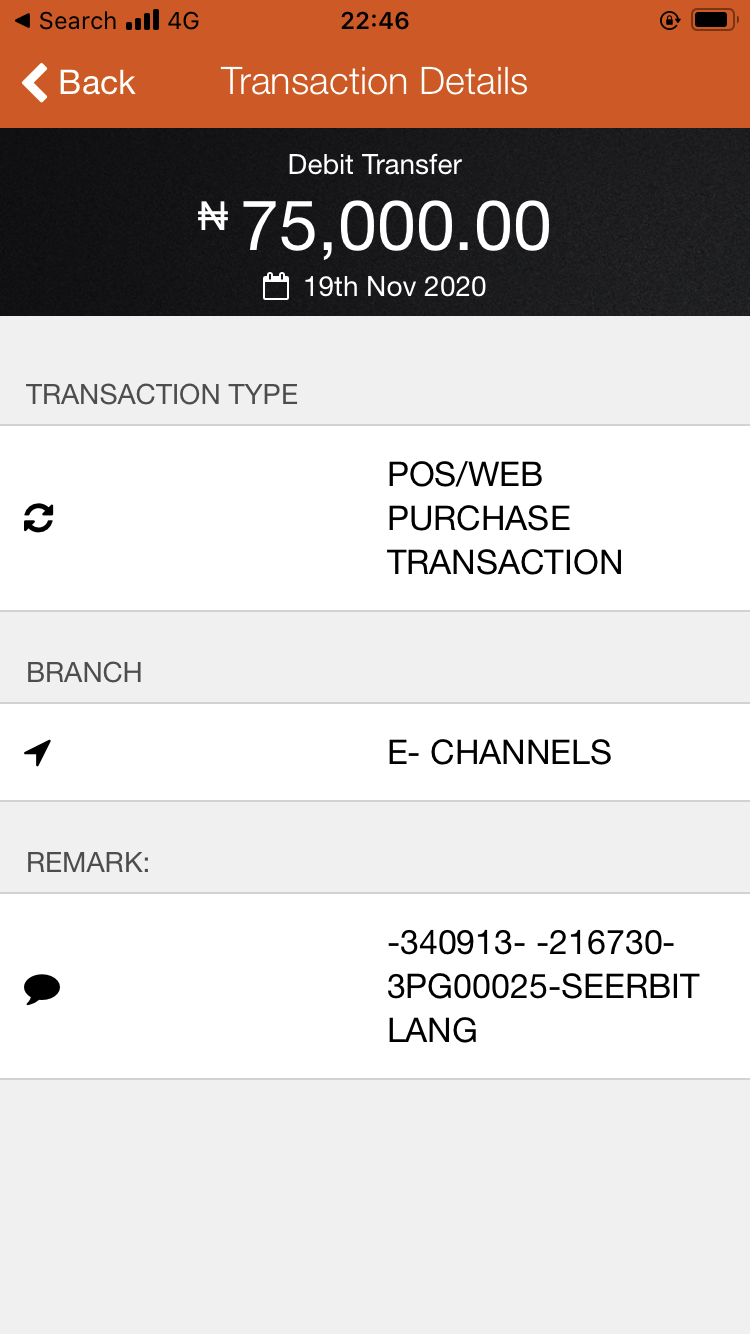 Search 4G 22:46
Back Transaction Details
Debit Transfer
₦ 75,000.00
19th Nov 2020
TRANSACTION TYPE
POS/WEB
PURCHASE
TRANSACTION
BRANCH
E- CHANNELS
REMARK:
-340913- -216730-
3PG00025-SEERBIT
LANG